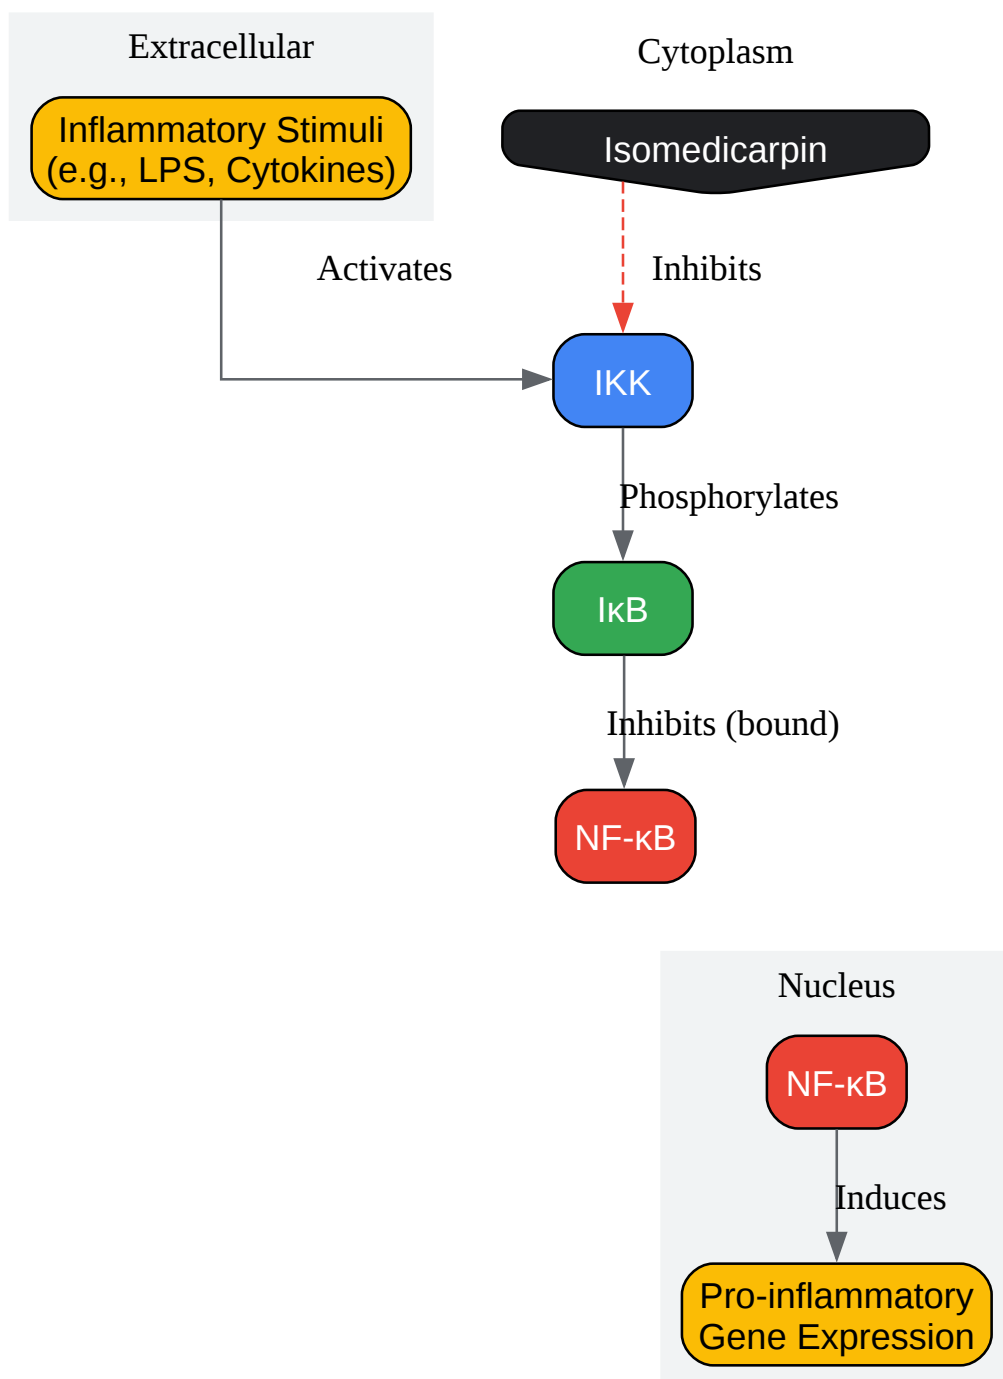 Extracellular
Inflammatory Stimuli
(e.g., LPS, Cytokines)
Cytoplasm
Isomedicarpin
Activates
Inhibits
IKK
Phosphorylates
IκB
Inhibits (bound)
NF-κB
Nucleus
NF-κB
Induces
Pro-inflammatory
Gene Expression